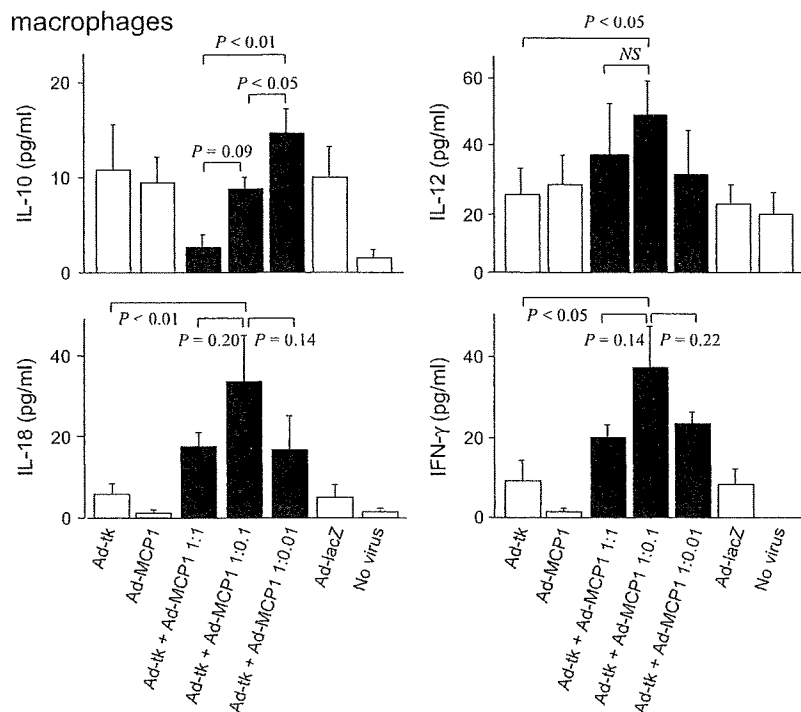 macrophages
P < 0.01
P < 0.05
P = 0.09
20
10
0
IL-10 (pg/ml)
P < 0.05
NS
60
40
20
0
IL-12 (pg/ml)
P < 0.01
P = 0.20
P = 0.14
40
20
0
IL-18 (pg/ml)
P < 0.05
P = 0.14
P = 0.22
40
20
0
IFN-γ (pg/ml)
Ad-tk
Ad-MCP1
Ad-tk + Ad-MCP1 1:1
Ad-tk + Ad-MCP1 1:0.1
Ad-tk + Ad-MCP1 1:0.01
Ad-lacZ
No virus
Ad-tk
Ad-MCP1
Ad-tk + Ad-MCP1 1:1
Ad-tk + Ad-MCP1 1:0.1
Ad-tk + Ad-MCP1 1:0.01
Ad-lacZ
No virus